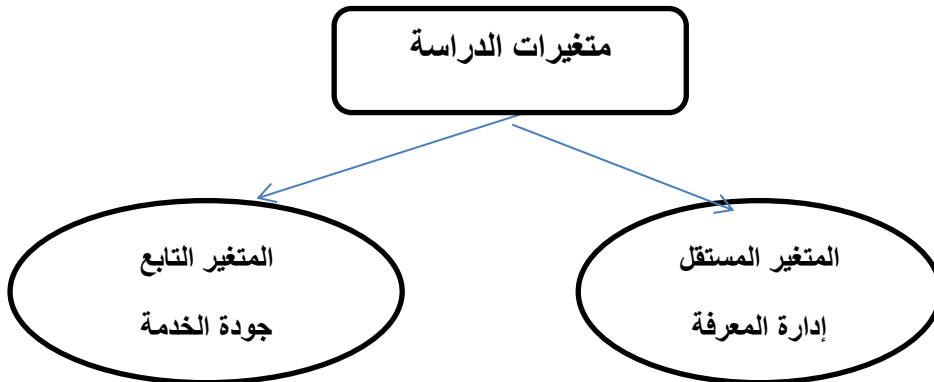 متغيرات الدراسة
المتغير المستقل
إدارة المعرفة
المتغير التابع
جودة الخدمة